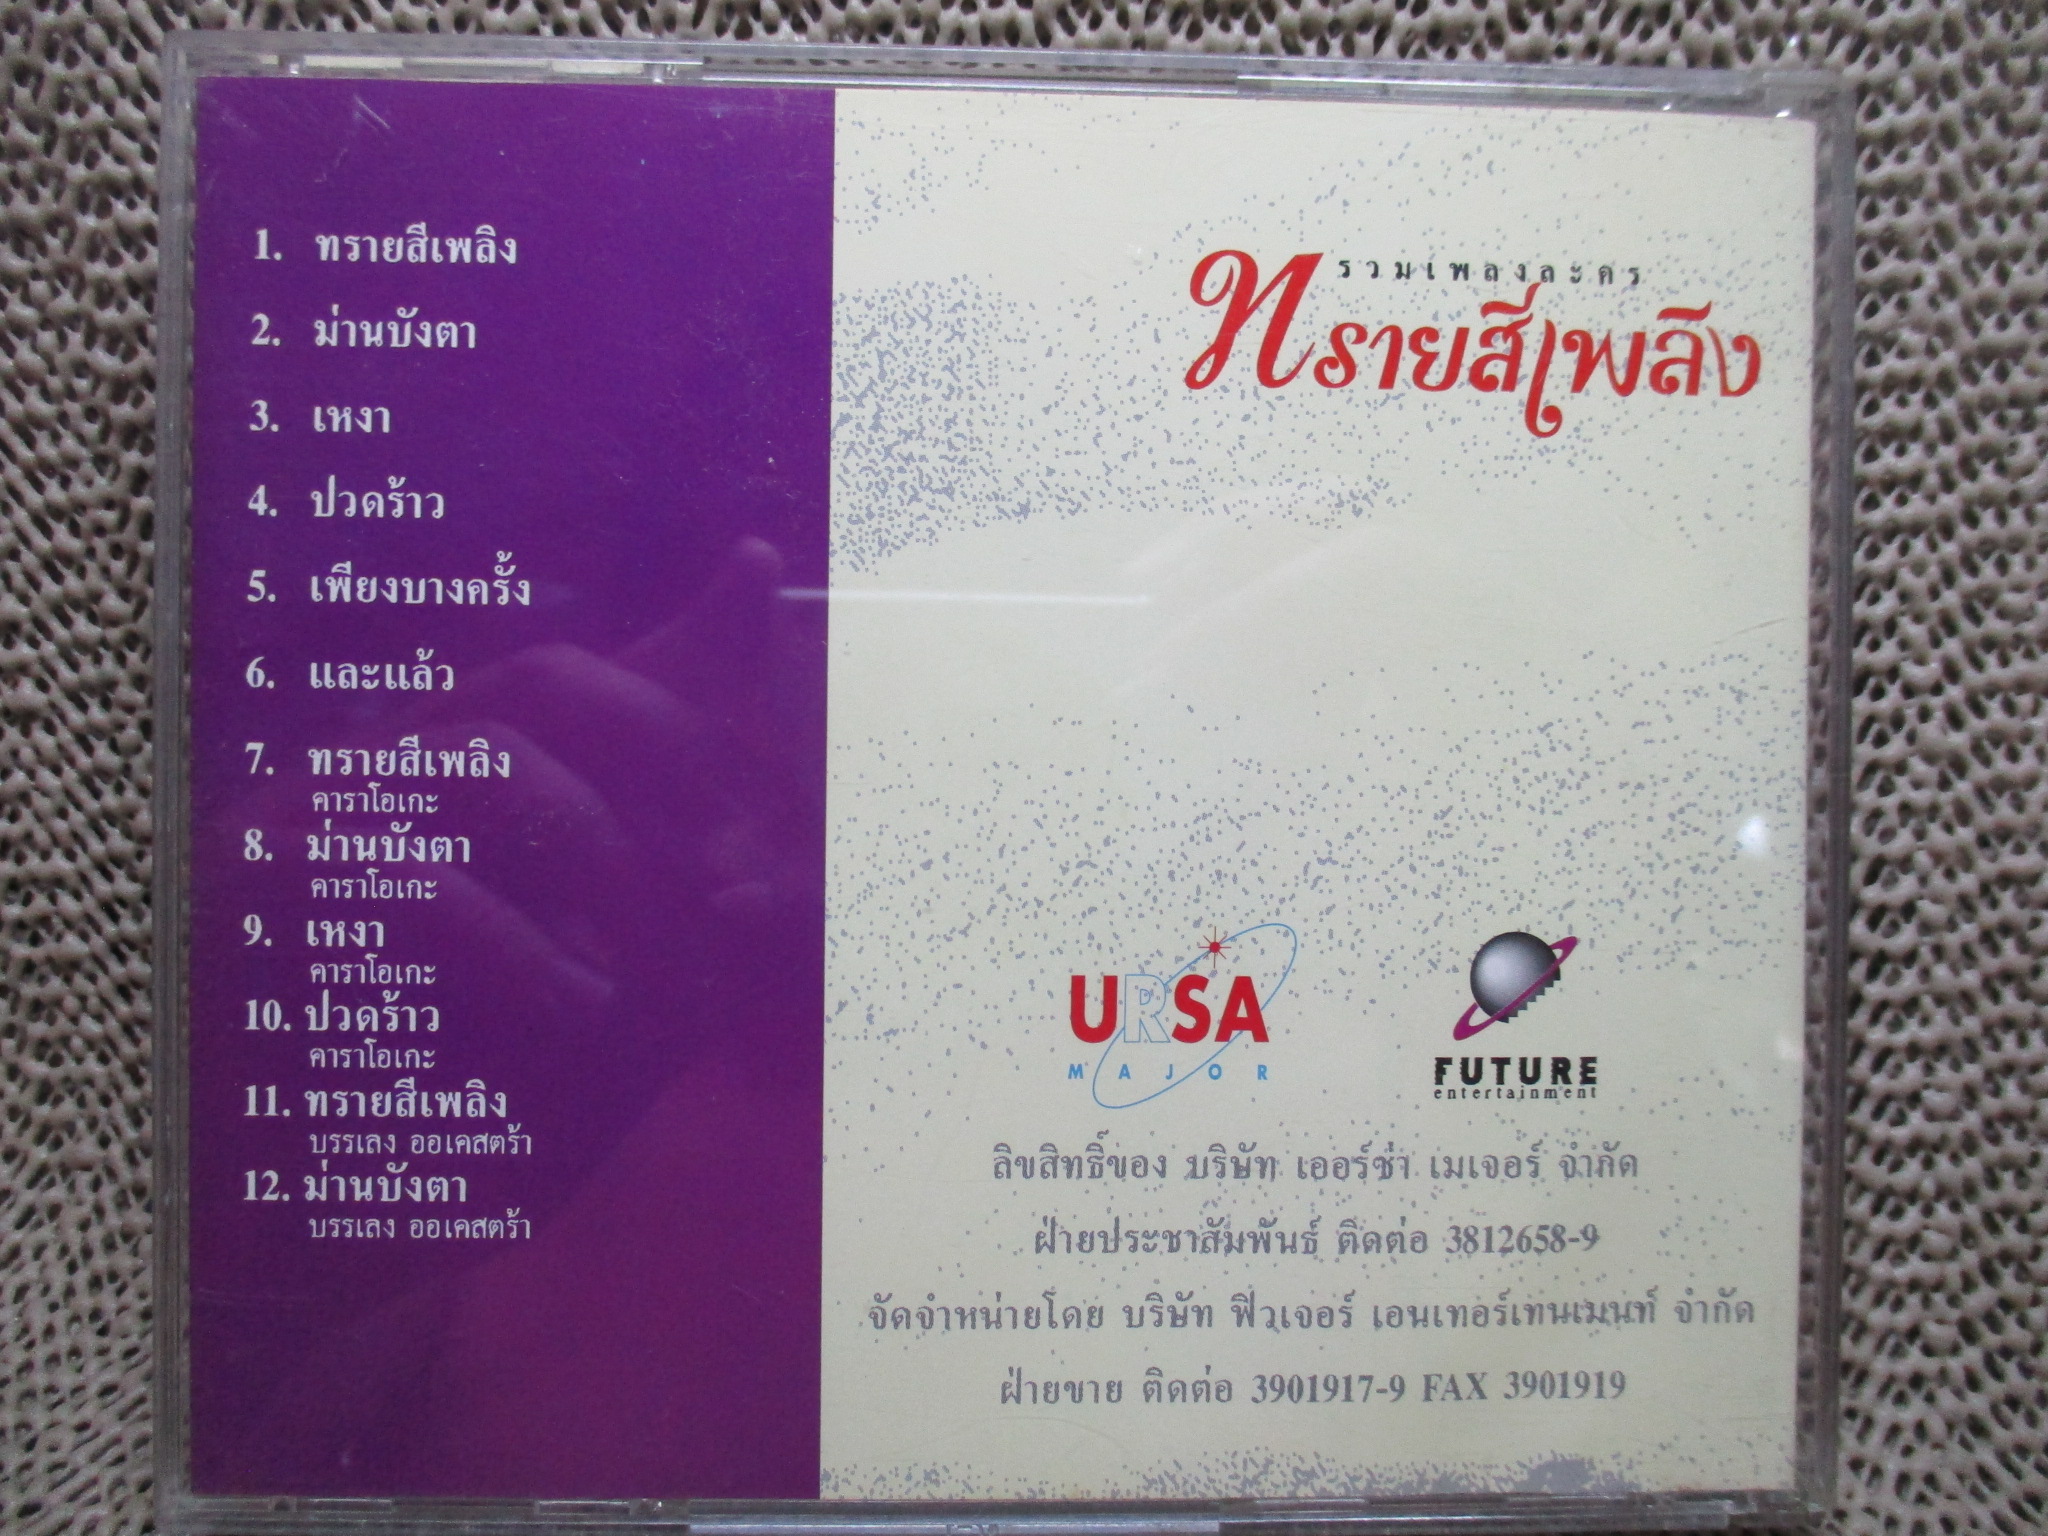 1. ทรายสีเพลิง
2. ม่านบังตา
3. เหงา
4. ปวดร้าว
5. เพียงบางครั้ง
6. และแล้ว
7. ทรายสีเพลิง
คาราโอเกะ
8. ม่านบังตา
คาราโอเกะ
9. เหงา
คาราโอเกะ
10. ปวดร้าว
คาราโอเกะ
11. ทรายสีเพลิง
บรรเลง ออเคสตร้า
12. ม่านบังตา
บรรเลง ออเคสตร้า
รวมเพลงละคร
ทรายสีเพลิง
URSA
MAJOR
FUTURE
entertainment
ลิขสิทธิ์ของ บริษัท เออร์ซ่า เมเจอร์ จำกัด
ฝ่ายประชาสัมพันธ์ ติดต่อ 3812658-9
จัดจำหน่ายโดย บริษัท ฟิวเจอร์ เอนเทอร์เทนเมนท์ จำกัด
ฝ่ายขาย ติดต่อ 3901917-9 FAX 3901919